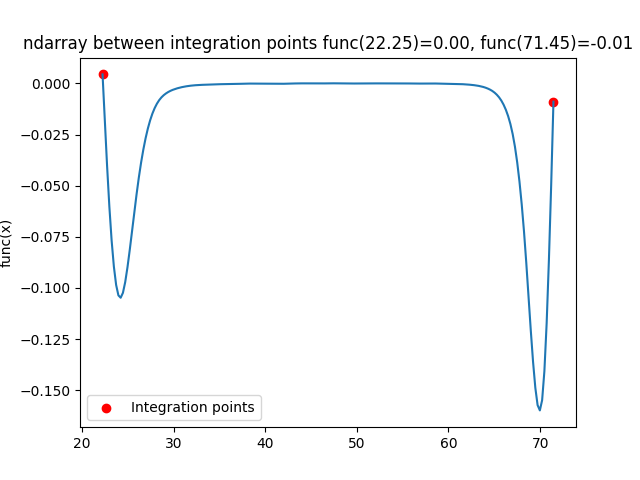 ndarray between integration points func(22.25)=0.00, func(71.45)=-0.01
0.000
−0.025
−0.050
−0.075
−0.100
−0.125
−0.150
func(x)
Integration points
20 30 40 50 60 70